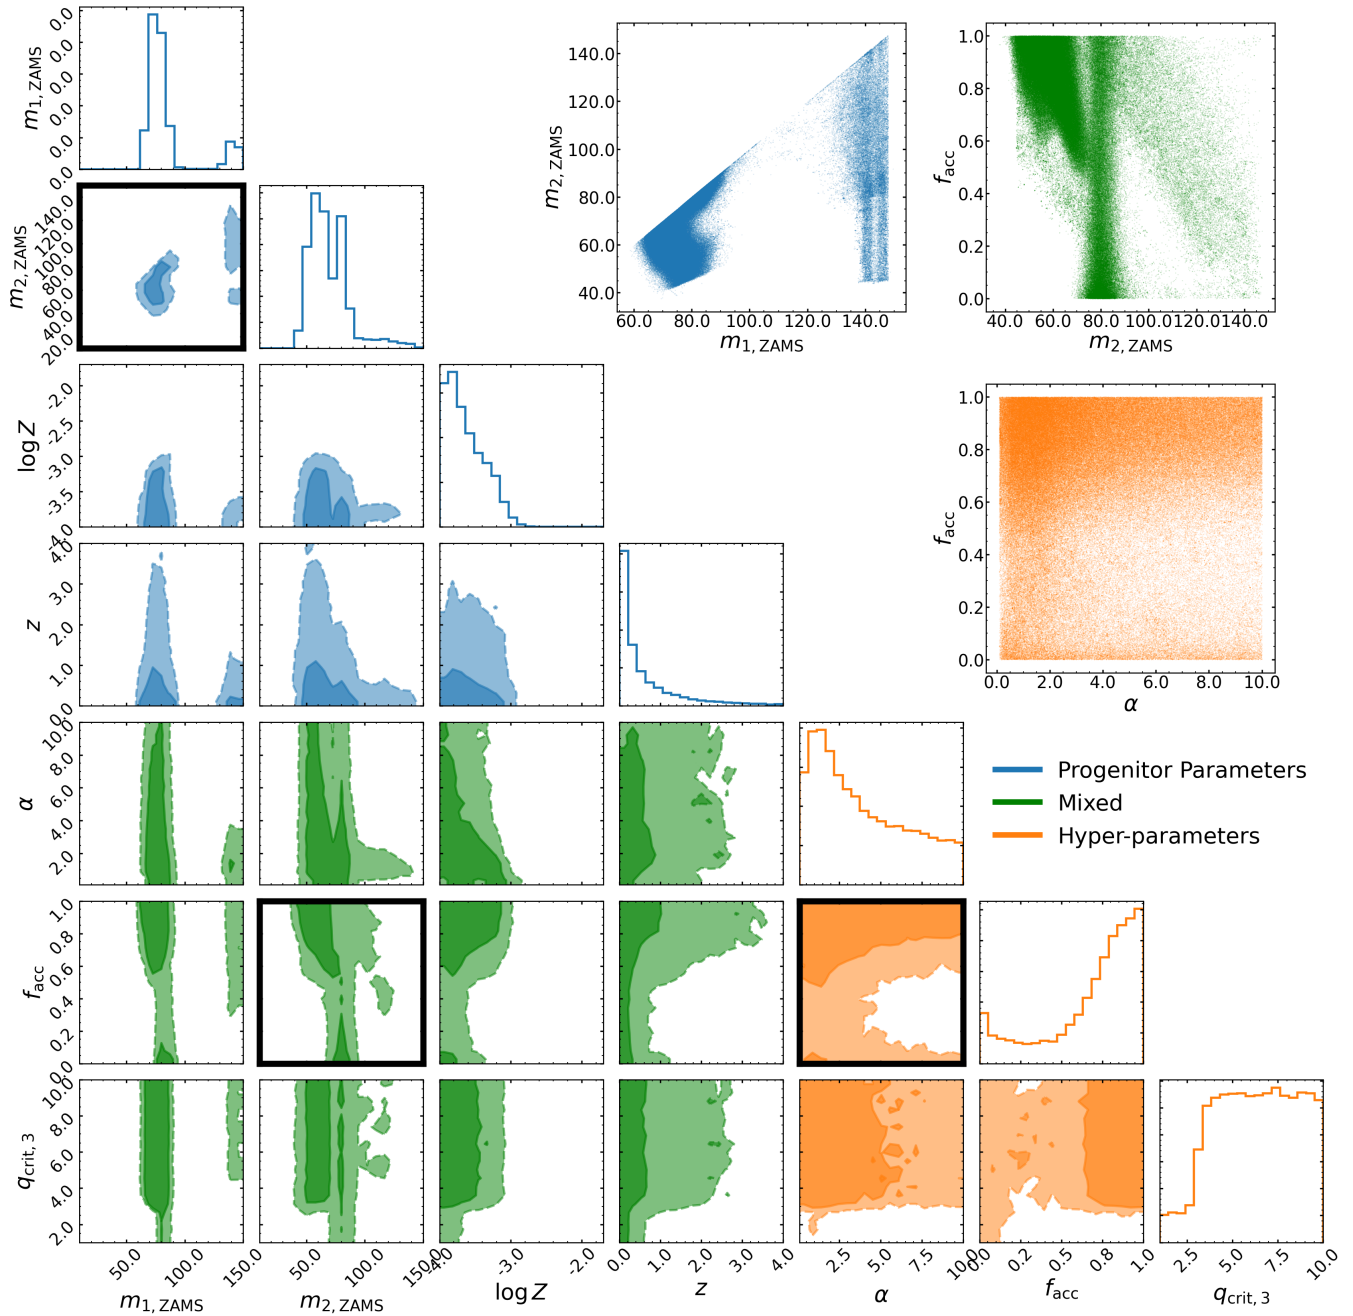 0.0
0.0
0.0
0.0
0.0
0.0
m1, ZAMS
140.0
120.0
100.0
80.0
60.0
40.0
m2, ZAMS
60.0 80.0 100.0 120.0 140.0
m1, ZAMS
1.0
0.8
0.6
0.4
0.2
0.0
facc
40.0 60.0 80.0 100.0 120.0 140.0
m2, ZAMS
140.0
120.0
100.0
80.0
60.0
40.0
20.0
m2, ZAMS
-2.0
-2.5
-3.0
-3.5
-4.0
log Z
1.0
0.8
0.6
0.4
0.2
0.0
facc
0.0 2.0 4.0 6.0 8.0 10.0
α
4.0
3.0
2.0
1.0
0.0
z
10.0
8.0
6.0
4.0
2.0
α
Progenitor Parameters
Mixed
Hyper-parameters
1.0
0.8
0.6
0.4
0.2
0.0
facc
10.0
8.0
6.0
4.0
2.0
qcrit, 3
50.0 100.0 150.0
m1, ZAMS
50.0 100.0 150.0
m2, ZAMS
-4.0 -3.0 -2.0
log Z
0.0 1.0 2.0 3.0 4.0
z
2.5 5.0 7.5 10.0
α
0.0 0.2 0.5 0.8 1.0
facc
2.5 5.0 7.5 10.0
qcrit, 3